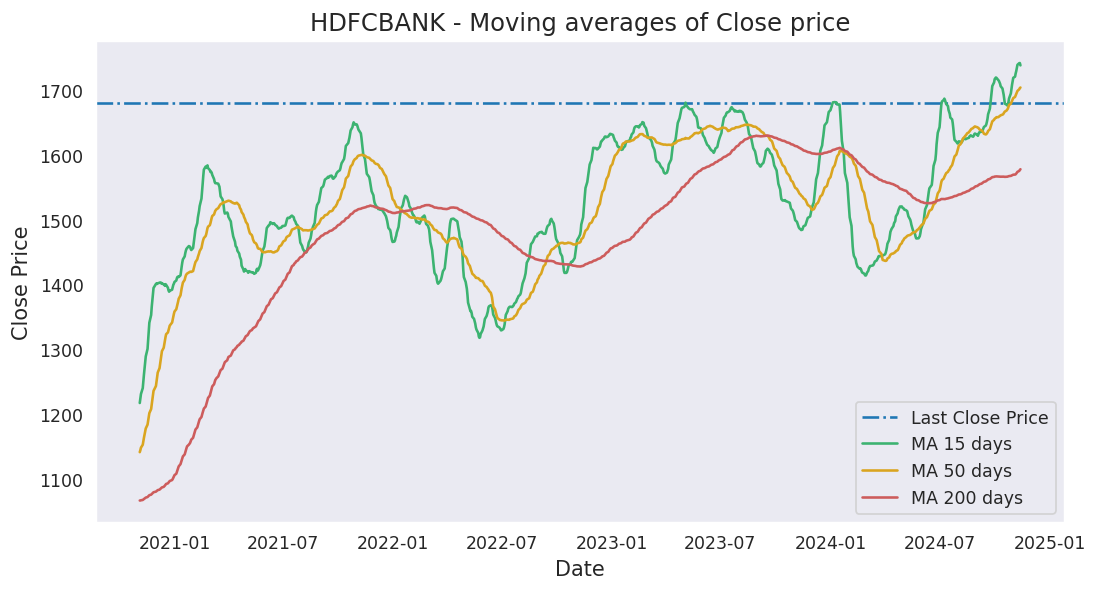 HDFCBANK - Moving averages of Close price
Close Price
1700
1600
1500
1400
1300
1200
1100
Last Close Price
MA 15 days
MA 50 days
MA 200 days
2021-01 2021-07 2022-01 2022-07 2023-01 2023-07 2024-01 2024-07 2025-01
Date